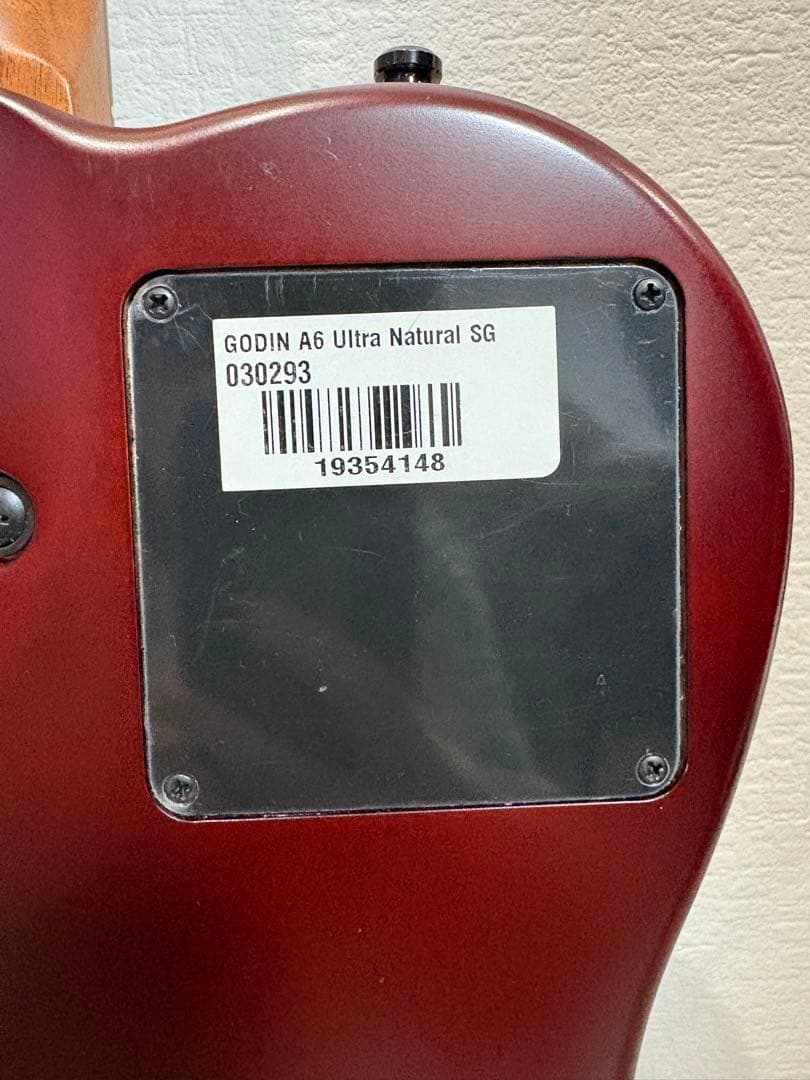 GODIN A6 Ultra Natural SG
030293
19354148